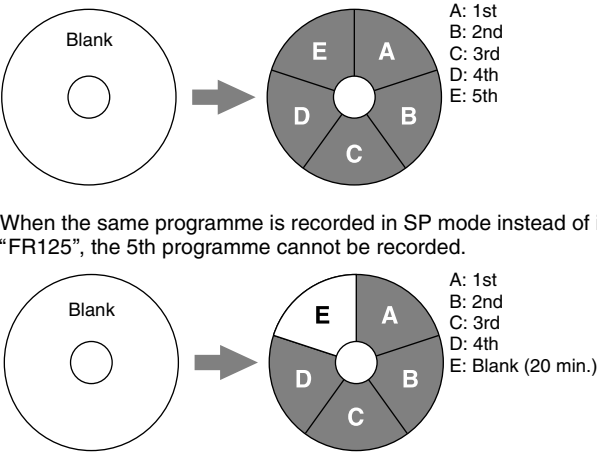 Blank
E
A
D
B
C
A: 1st
B: 2nd
C: 3rd
D: 4th
E: 5th
When the same programme is recorded in SP mode instead of
“FR125”, the 5th programme cannot be recorded.
Blank
E
A
D
B
C
A: 1st
B: 2nd
C: 3rd
D: 4th
E: Blank (20 min.)